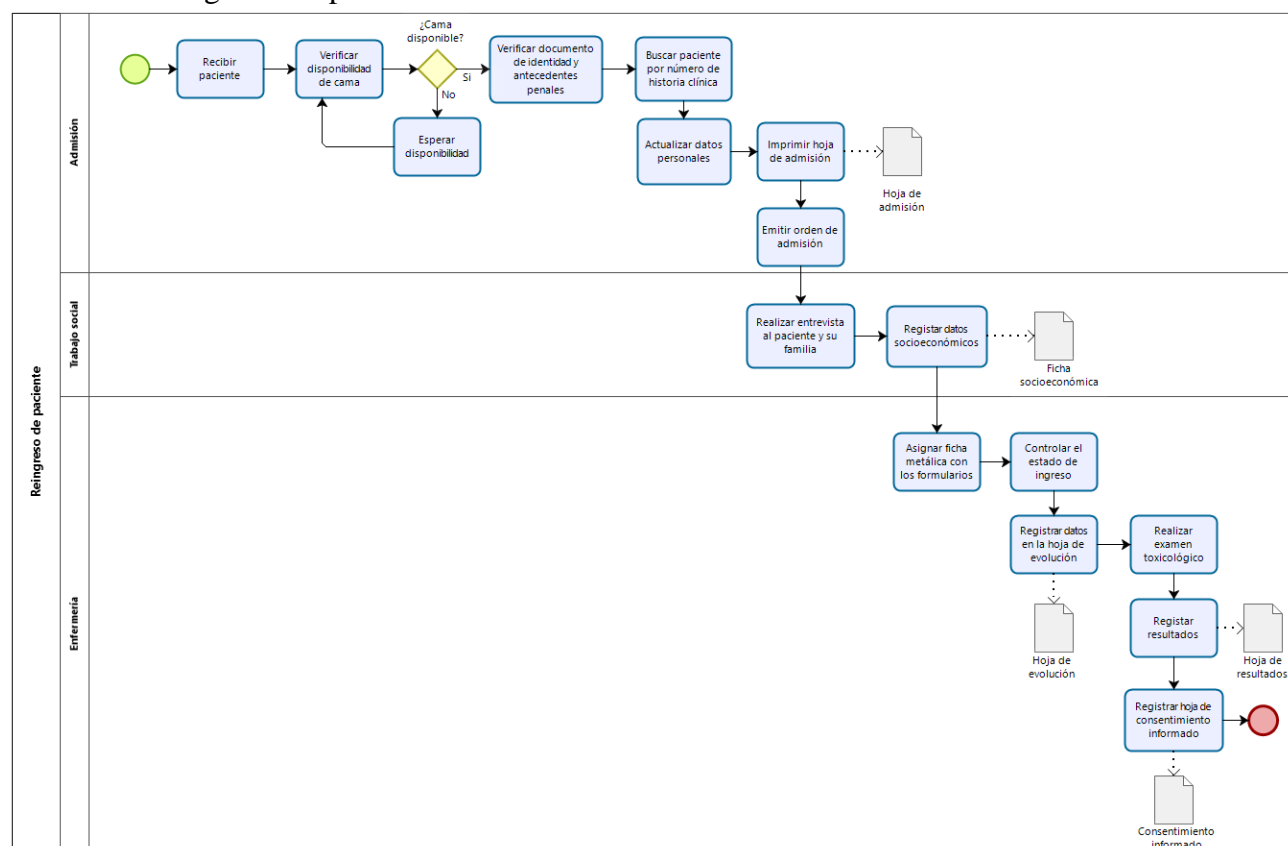 Reingreso de paciente
Admisión
¿Cama
disponible?
Recibir
paciente
Verificar
disponibilidad
de cama
Si
No
Esperar
disponibilidad
Verificar documento
de identidad y
antecedentes
penales
Buscar paciente
por número de
historia clínica
Actualizar datos
personales
Imprimir hoja
de admisión
Hoja de
admisión
Emitir orden de
admisión
Trabajo social
Realizar entrevista
al paciente y su
familia
Registar datos
socioeconómicos
Ficha
socioeconómica
Enfermería
Asignar ficha
metálica con
los formularios
Controlar el
estado de
ingreso
Registrar datos
en la hoja de
evolución
Hoja de
evolución
Realizar
examen
toxicológico
Registar
resultados
Hoja de
resultados
Registrar hoja de
consentimiento
informado
Consentimiento
informado